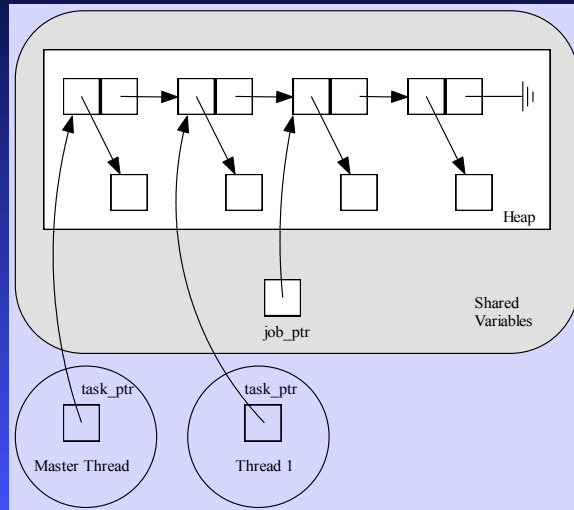 Heap
Shared
Variables
job_ptr
task_ptr
task_ptr
Master Thread
Thread 1